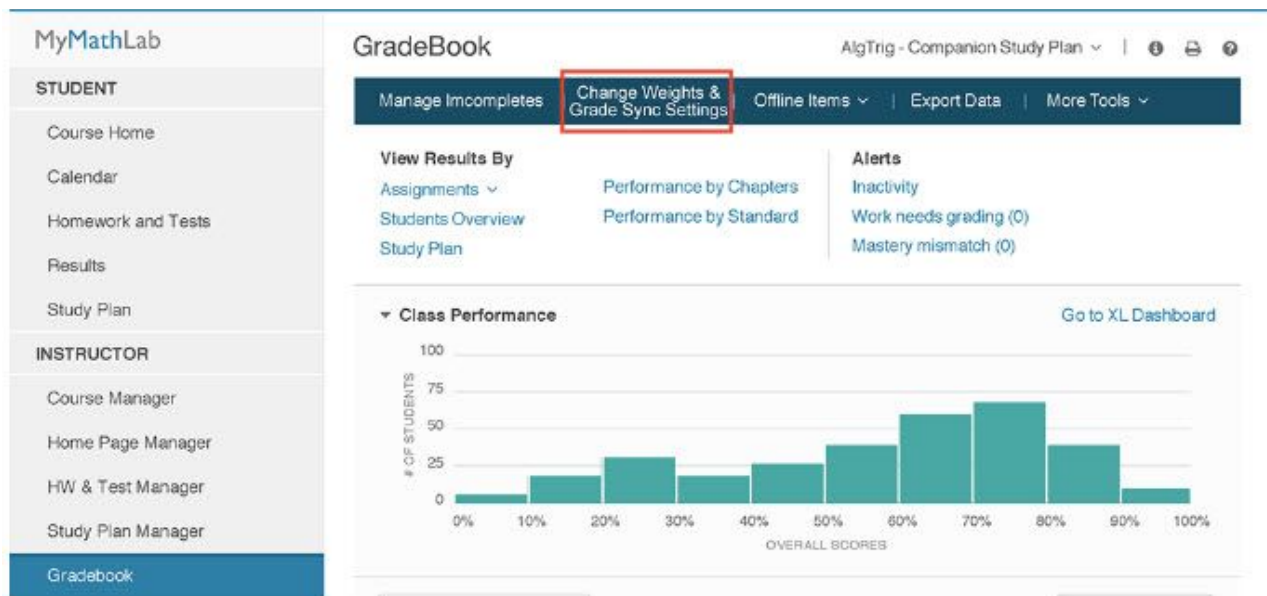 MyMathLab
STUDENT
Course Home
Calendar
Homework and Tests
Results
Study Plan
INSTRUCTOR
Course Manager
Home Page Manager
HW & Test Manager
Study Plan Manager
Gradebook
GradeBook
AlgTrig - Companion Study Plan
Manage Imcompletes
Change Weights &
Grade Sync Settings
Offline Items
Export Data
More Tools
View Results By
Assignments
Students Overview
Study Plan
Performance by Chapters
Performance by Standard
Alerts
Inactivity
Work needs grading (0)
Mastery mismatch (0)
Class Performance
Go to XL Dashboard
# OF STUDENTS
100
75
50
25
0
0% 10% 20% 30% 40% 50% 60% 70% 80% 90% 100%
OVERALL SCORES